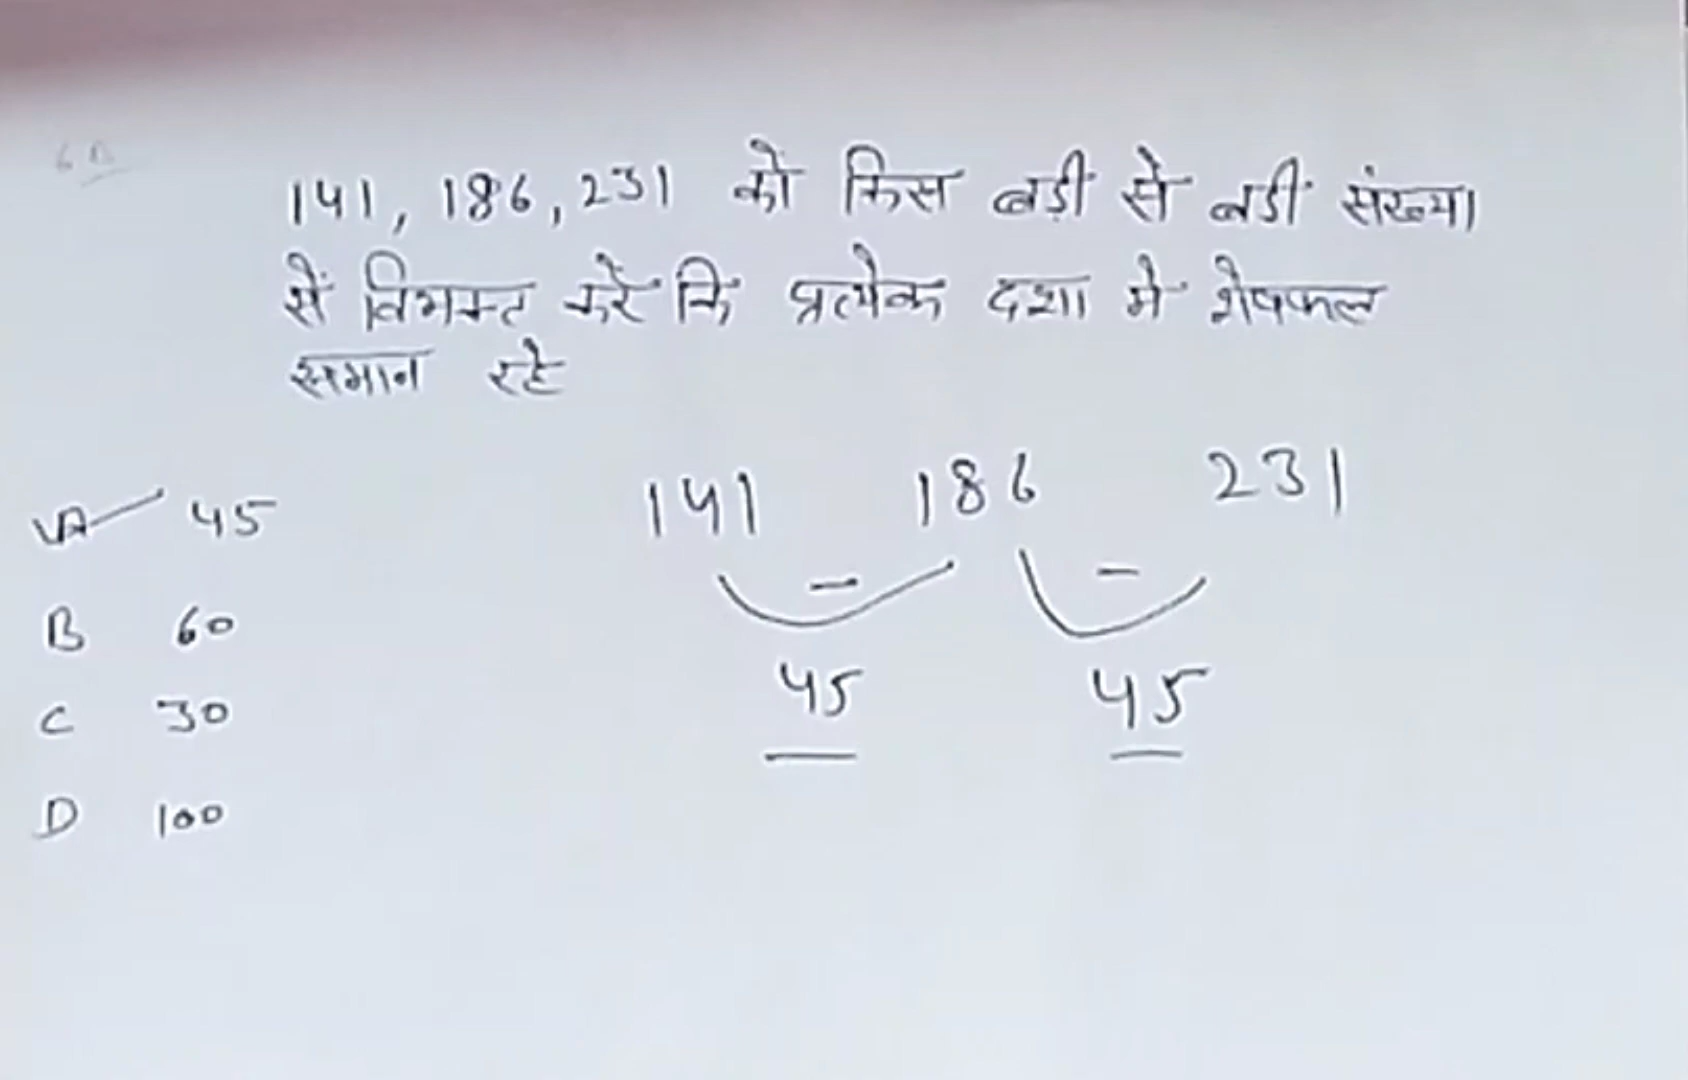 141, 186, 231 को किस बड़ी से बडी संख्या
से विभक्त करें कि प्रत्येक दशा मे शेषफल
समान रहे
A 45
B 60
C 30
D 100
141 186 231
- -
45 45